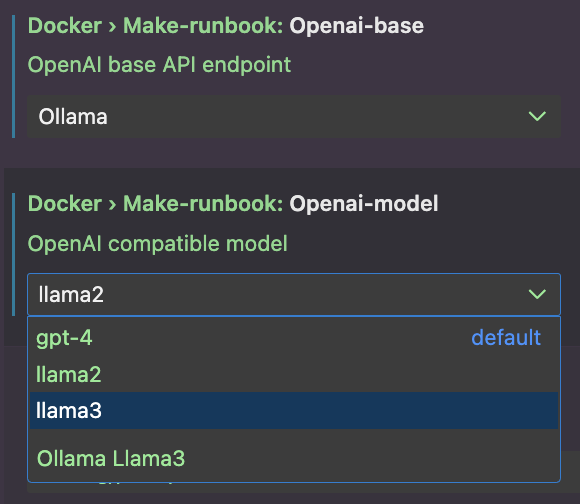 Docker › Make-runbook: Openai-base
OpenAI base API endpoint
Ollama
Docker › Make-runbook: Openai-model
OpenAI compatible model
llama2
gpt-4 default
llama2
llama3
Ollama Llama3